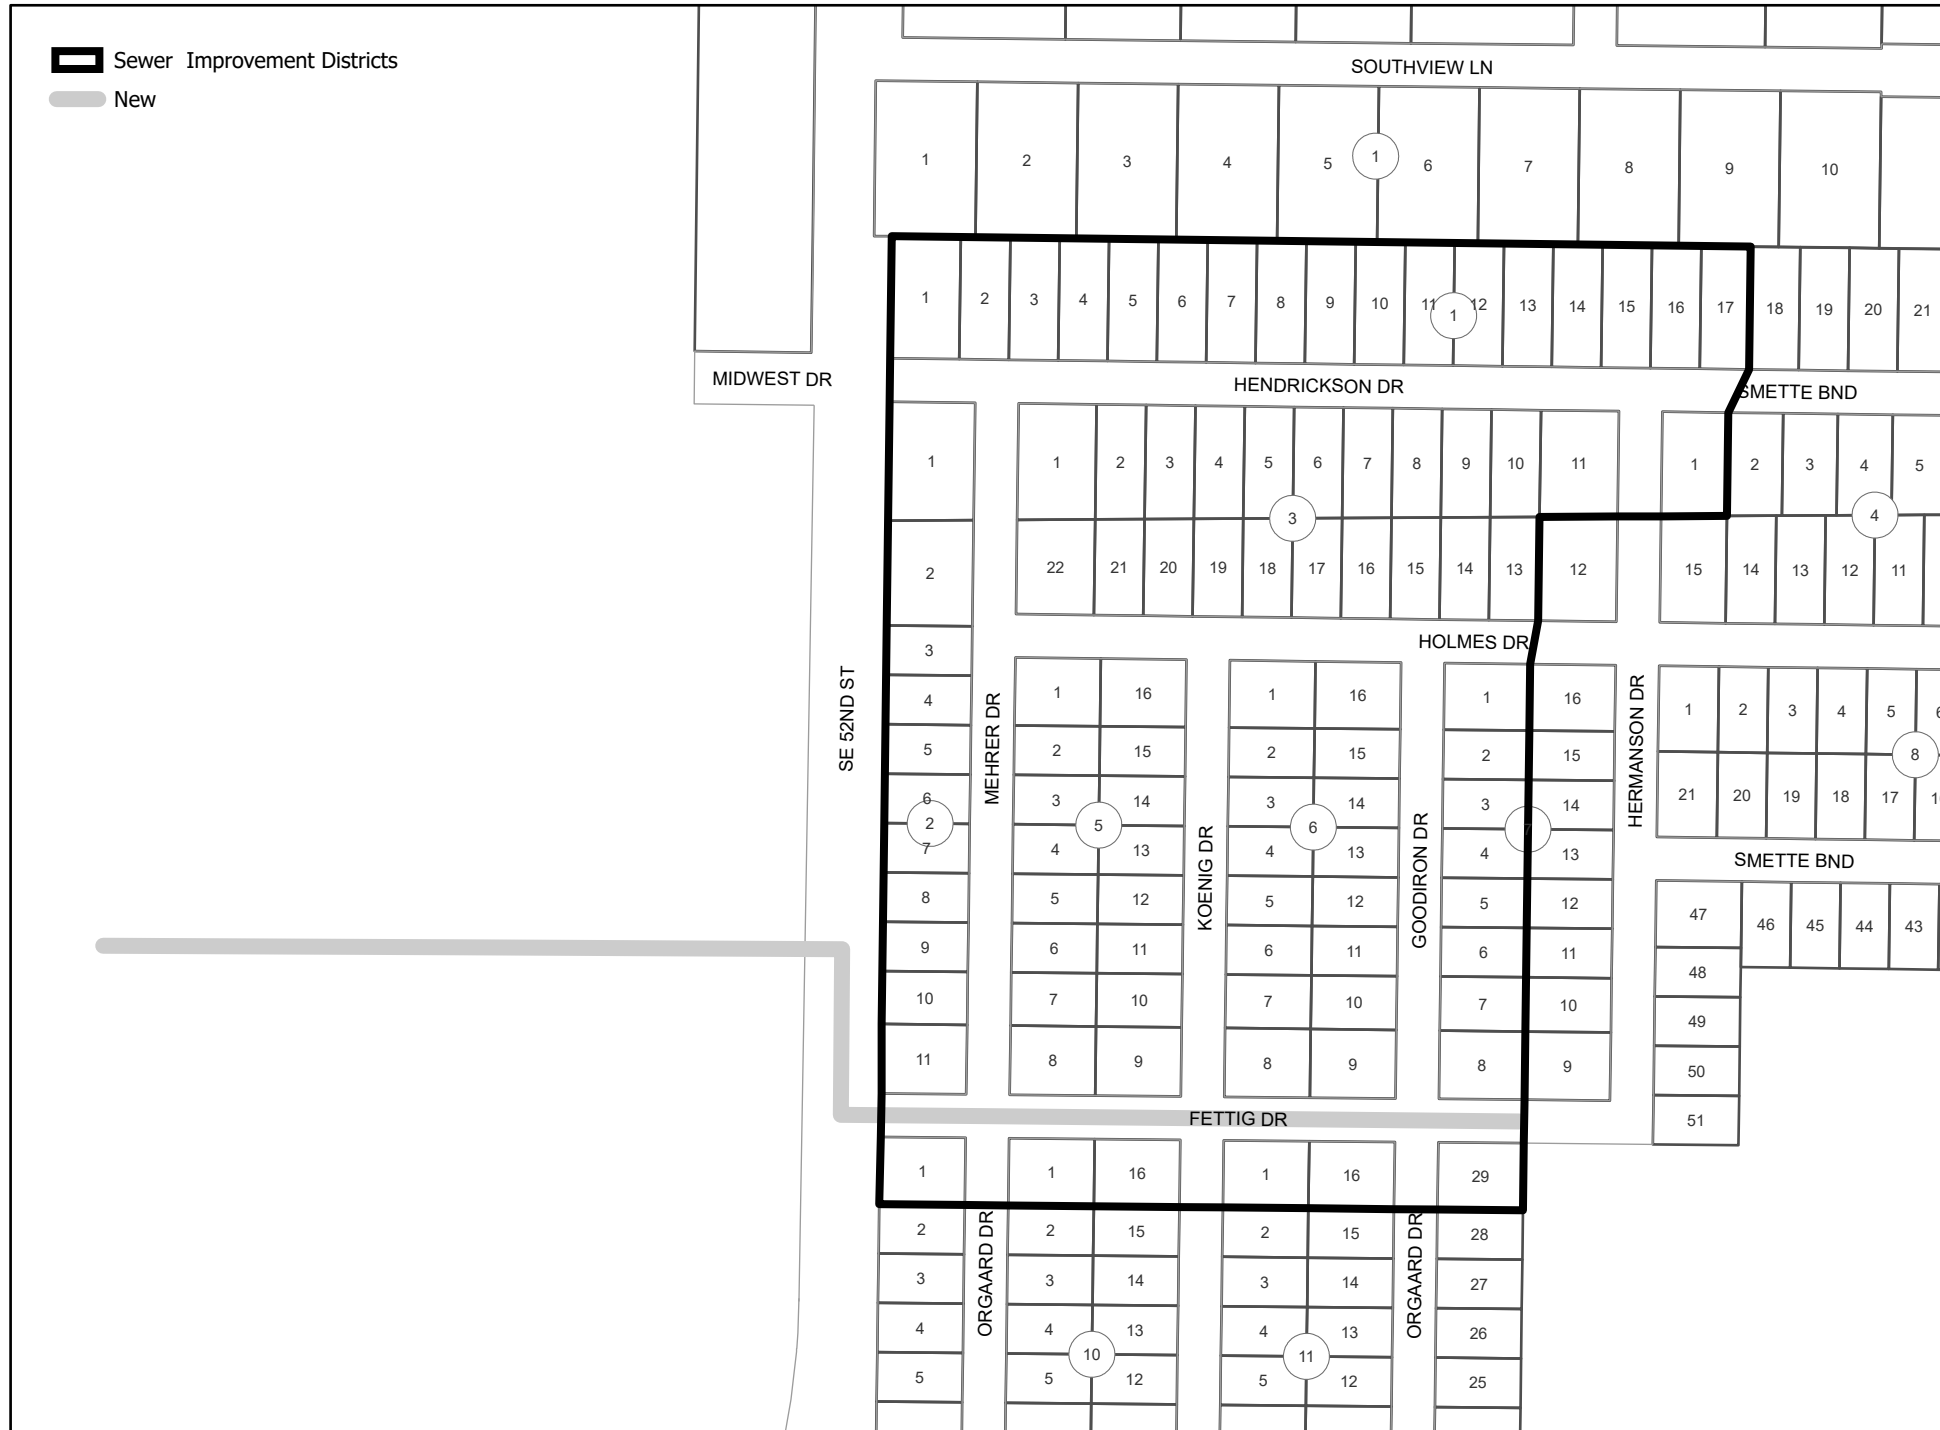 Sewer Improvement Districts
New
SOUTHVIEW LN
1 2 3 4 5 1 6 7 8 9 10
1 2 3 4 5 6 7 8 9 10 11 1 12 13 14 15 16 17 18 19 20 21
MIDWEST DR
HENDRICKSON DR
SMETTE BND
1 1 2 3 4 5 6 7 8 9 10 11 1 2 3 4 5
3 4
2 22 21 20 19 18 17 16 15 14 13 12 15 14 13 12 11
HOLMES DR
SE 52ND ST
MEHRER DR
KOENIG DR
GOODIRON DR
HERMANSON DR
3
4
5
6
2
7
8
9
10
11
1 16
2 15
3 14
5
4 13
5 12
6 11
7 10
8 9
1 16
2 15
3 14
6
4 13
5 12
6 11
7 10
8 9
1 16
2 15
3 14
7
4 13
5 12
6 11
7 10
8 9
1 2 3 4 5
8
21 20 19 18 17
SMETTE BND
47 46 45 44 43
48
49
50
51
FETTIG DR
1 1 16 1 16 29
ORGAARD DR
ORGAARD DR
2 2 15 2 15 28
3 3 14 3 14 27
4 4 13 4 13 26
10 11
5 5 12 5 12 25